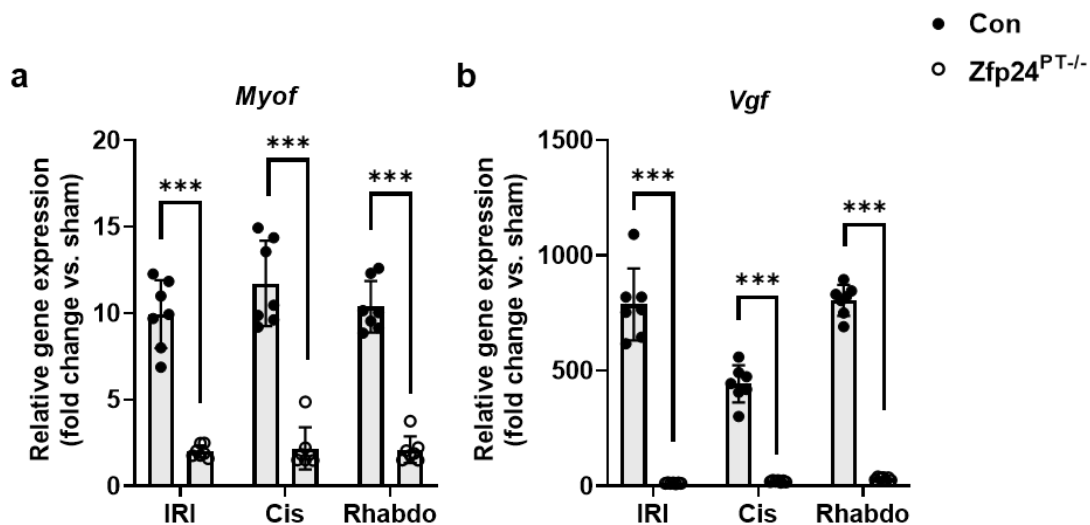 Con
Zfp24PT-/-
a
Myof
Relative gene expression
(fold change vs. sham)
20
15
10
5
0
***
***
***
IRI
Cis
Rhabdo
b
Vgf
Relative gene expression
(fold change vs. sham)
1500
1000
500
0
***
***
***
IRI
Cis
Rhabdo